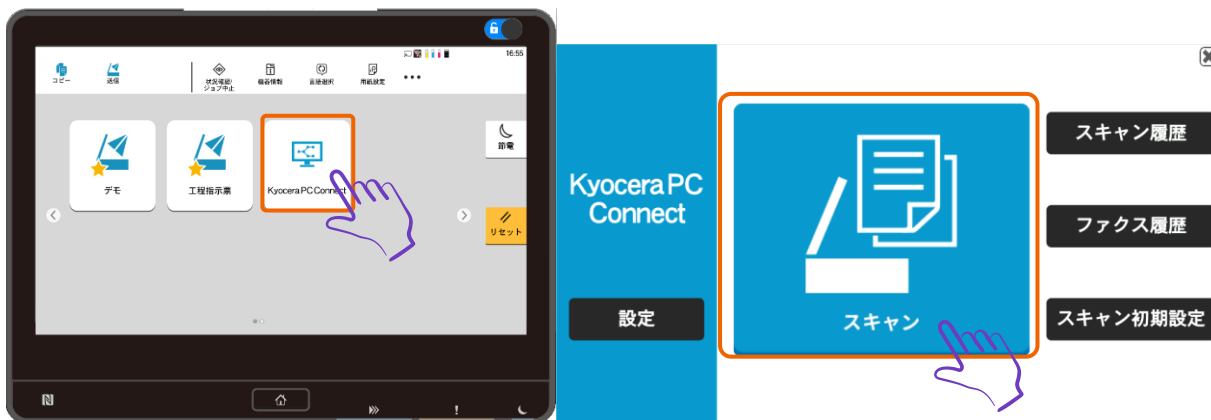 16:55
コピー
送信
状況確認/
ジョブ中止
機器情報
言語選択
用紙設定
節電
デモ
工程指示票
Kyocera PC Connect
リセット
Kyocera PC
Connect
設定
スキャン
スキャン履歴
ファクス履歴
スキャン初期設定